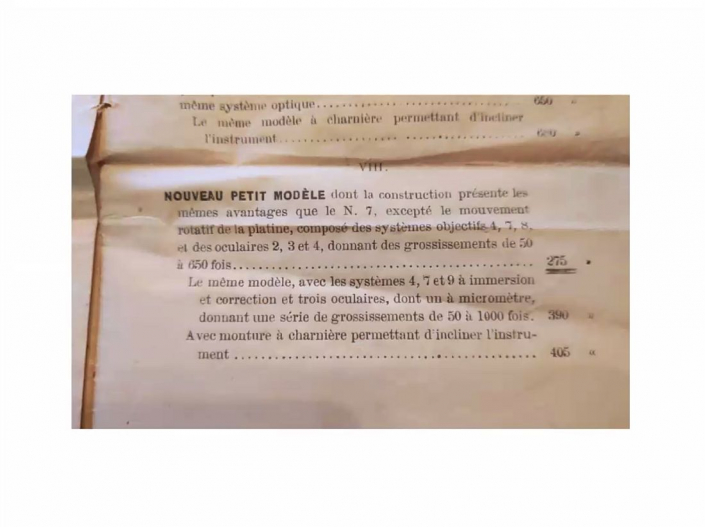 même système optique........................ 650 »
Le même modèle à charnière permettant d'incliner
l'instrument........................ 680 »
VIII.
NOUVEAU PETIT MODÈLE dont la construction présente les
mêmes avantages que le N. 7, excepté le mouvement
rotatif de la platine, composé des systèmes objectifs 4, 7, 8,
et des oculaires 2, 3 et 4, donnant des grossissements de 50
à 650 fois........................ 275 »
Le même modèle, avec les systèmes 4, 7 et 9 à immersion
et correction et trois oculaires, dont un à micromètre,
donnant une série de grossissements de 50 à 1000 fois. 390 »
Avec monture à charnière permettant d'incliner l'instru-
ment ........................ 405 «